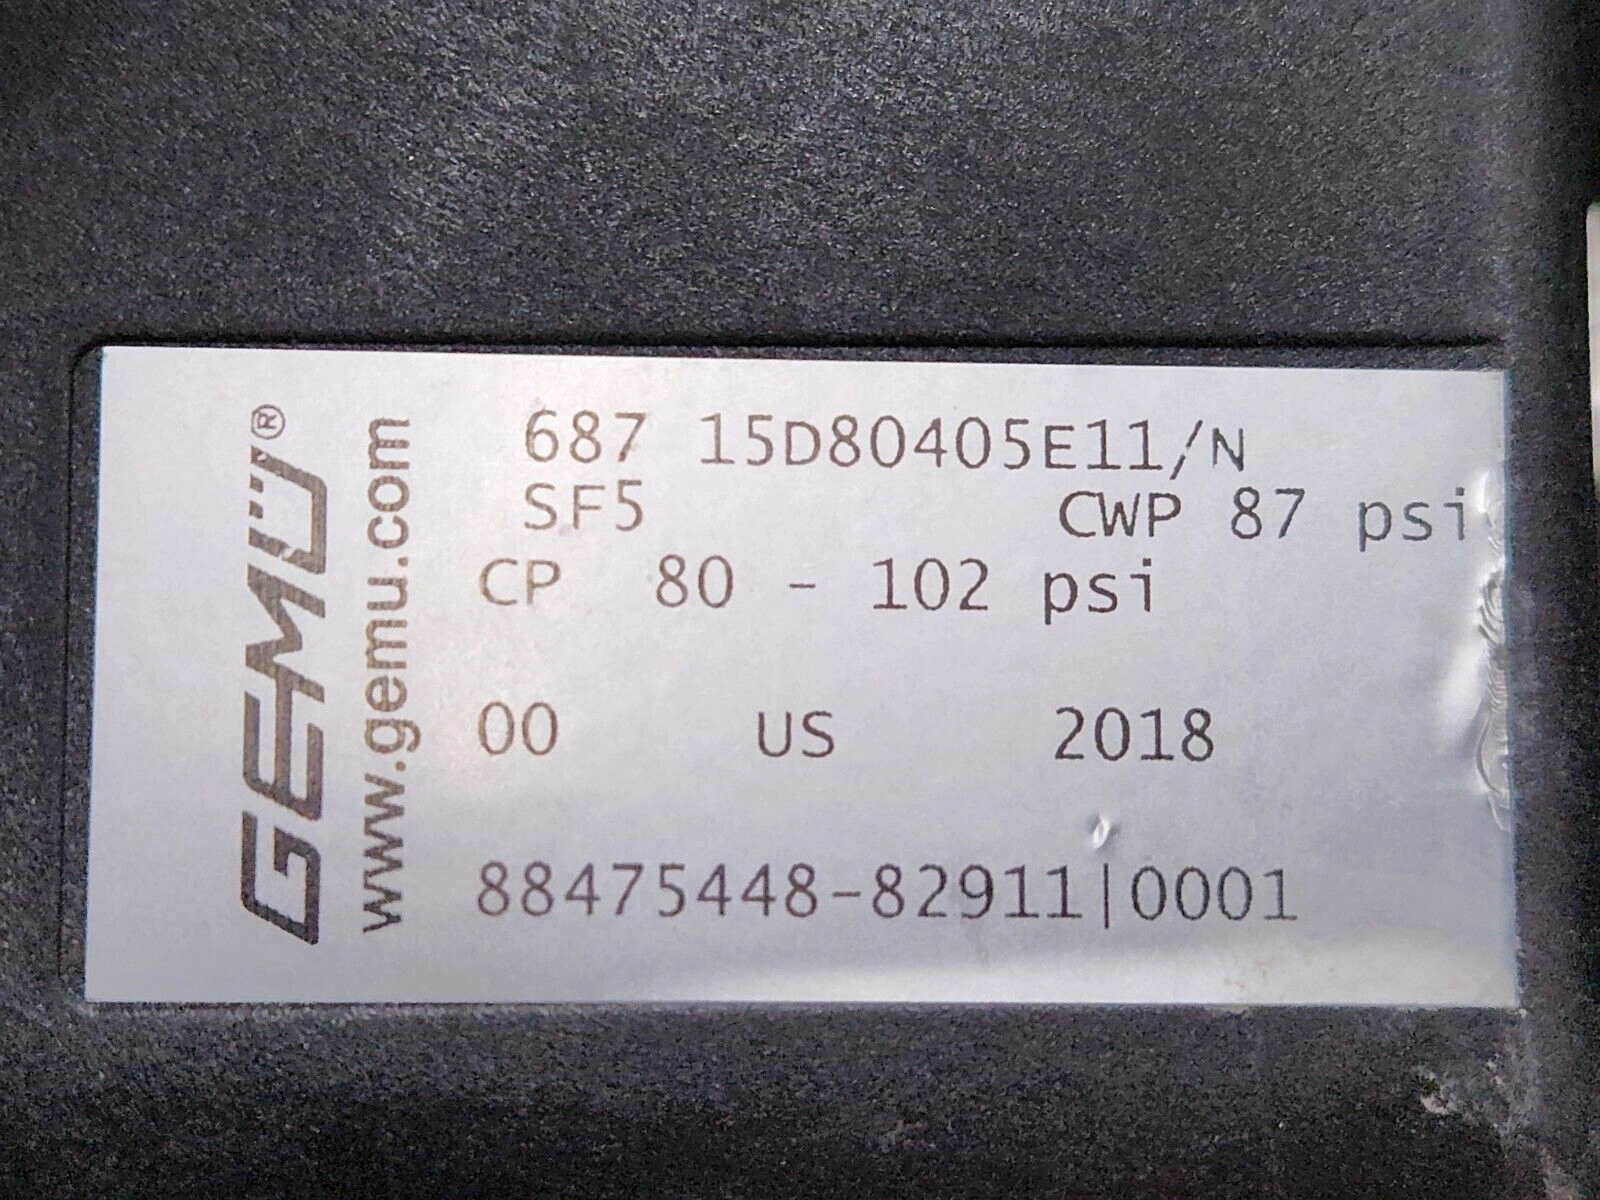 GEMÜ®
www.gemu.com
687 15D80405E11/N
SF5 CWP 87 psi
CP 80 - 102 psi
00 US 2018
88475448-82911|0001